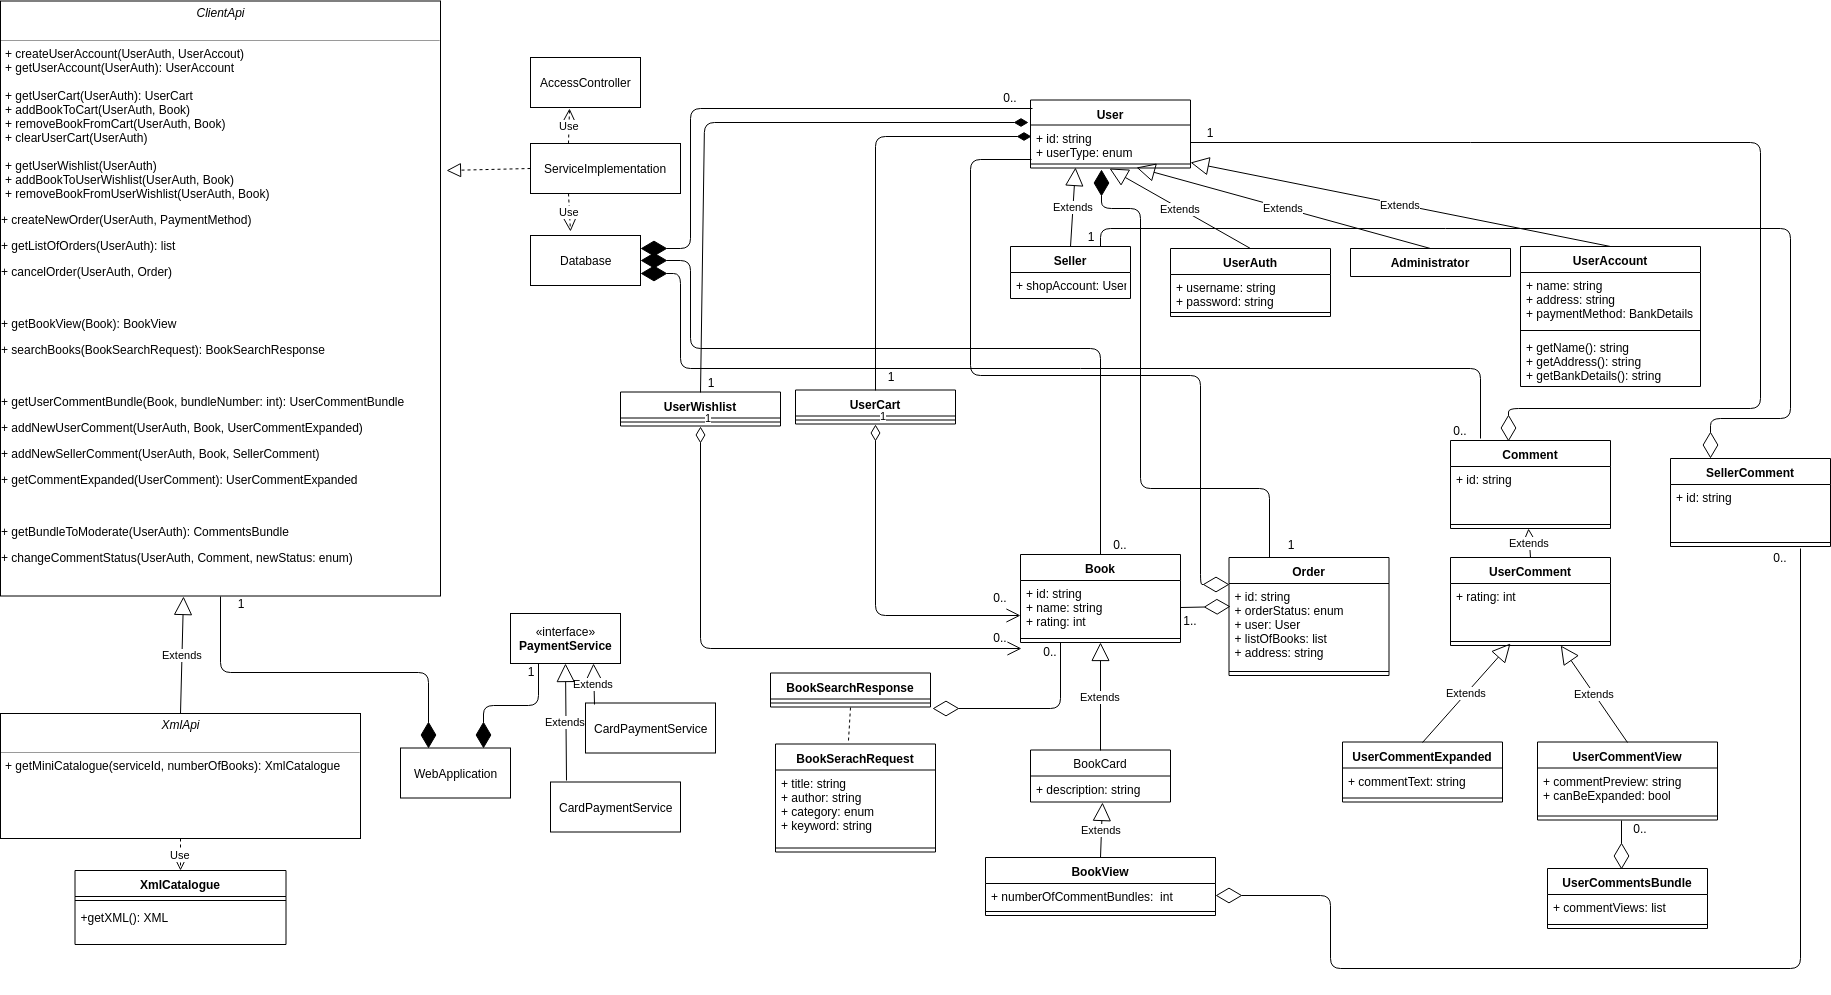 ClientApi
+ createUserAccount(UserAuth, UserAccout)
+ getUserAccount(UserAuth): UserAccount
+ getUserCart(UserAuth): UserCart
+ addBookToCart(UserAuth, Book)
+ removeBookFromCart(UserAuth, Book)
+ clearUserCart(UserAuth)
+ getUserWishlist(UserAuth)
+ addBookToUserWishlist(UserAuth, Book)
+ removeBookFromUserWishlist(UserAuth, Book)
+ createNewOrder(UserAuth, PaymentMethod)
+ getListOfOrders(UserAuth): list
+ cancelOrder(UserAuth, Order)
+ getBookView(Book): BookView
+ searchBooks(BookSearchRequest): BookSearchResponse
+ getUserCommentBundle(Book, bundleNumber: int): UserCommentBundle
+ addNewUserComment(UserAuth, Book, UserCommentExpanded)
+ addNewSellerComment(UserAuth, Book, SellerComment)
+ getCommentExpanded(UserComment): UserCommentExpanded
+ getBundleToModerate(UserAuth): CommentsBundle
+ changeCommentStatus(UserAuth, Comment, newStatus: enum)
1
Extends
XmlApi
+ getMiniCatalogue(serviceId, numberOfBooks): XmlCatalogue
Use
XmlCatalogue
+getXML(): XML
AccessController
Use
ServiceImplementation
Use
Database
0..
User
+ id: string
+ userType: enum
1
Extends
Extends
Extends
Extends
1
Seller
+ shopAccount: User
UserAuth
+ username: string
+ password: string
Administrator
UserAccount
+ name: string
+ address: string
+ paymentMethod: BankDetails
+ getName(): string
+ getAddress(): string
+ getBankDetails(): string
1
UserWishlist
1
1
UserCart
1
0..
Comment
+ id: string
SellerComment
+ id: string
0..
Extends
UserComment
+ rating: int
Extends
Extends
UserCommentExpanded
+ commentText: string
UserCommentView
+ commentPreview: string
+ canBeExpanded: bool
0..
UserCommentsBundle
+ commentViews: list
0..
Book
+ id: string
+ name: string
+ rating: int
0..
0..
0..
1..
1
Order
+ id: string
+ orderStatus: enum
+ user: User
+ listOfBooks: list
+ address: string
«interface»
PaymentService
1
Extends
Extends
CardPaymentService
WebApplication
CardPaymentService
BookSearchResponse
BookSerachRequest
+ title: string
+ author: string
+ category: enum
+ keyword: string
Extends
BookCard
+ description: string
Extends
BookView
+ numberOfCommentBundles:  int